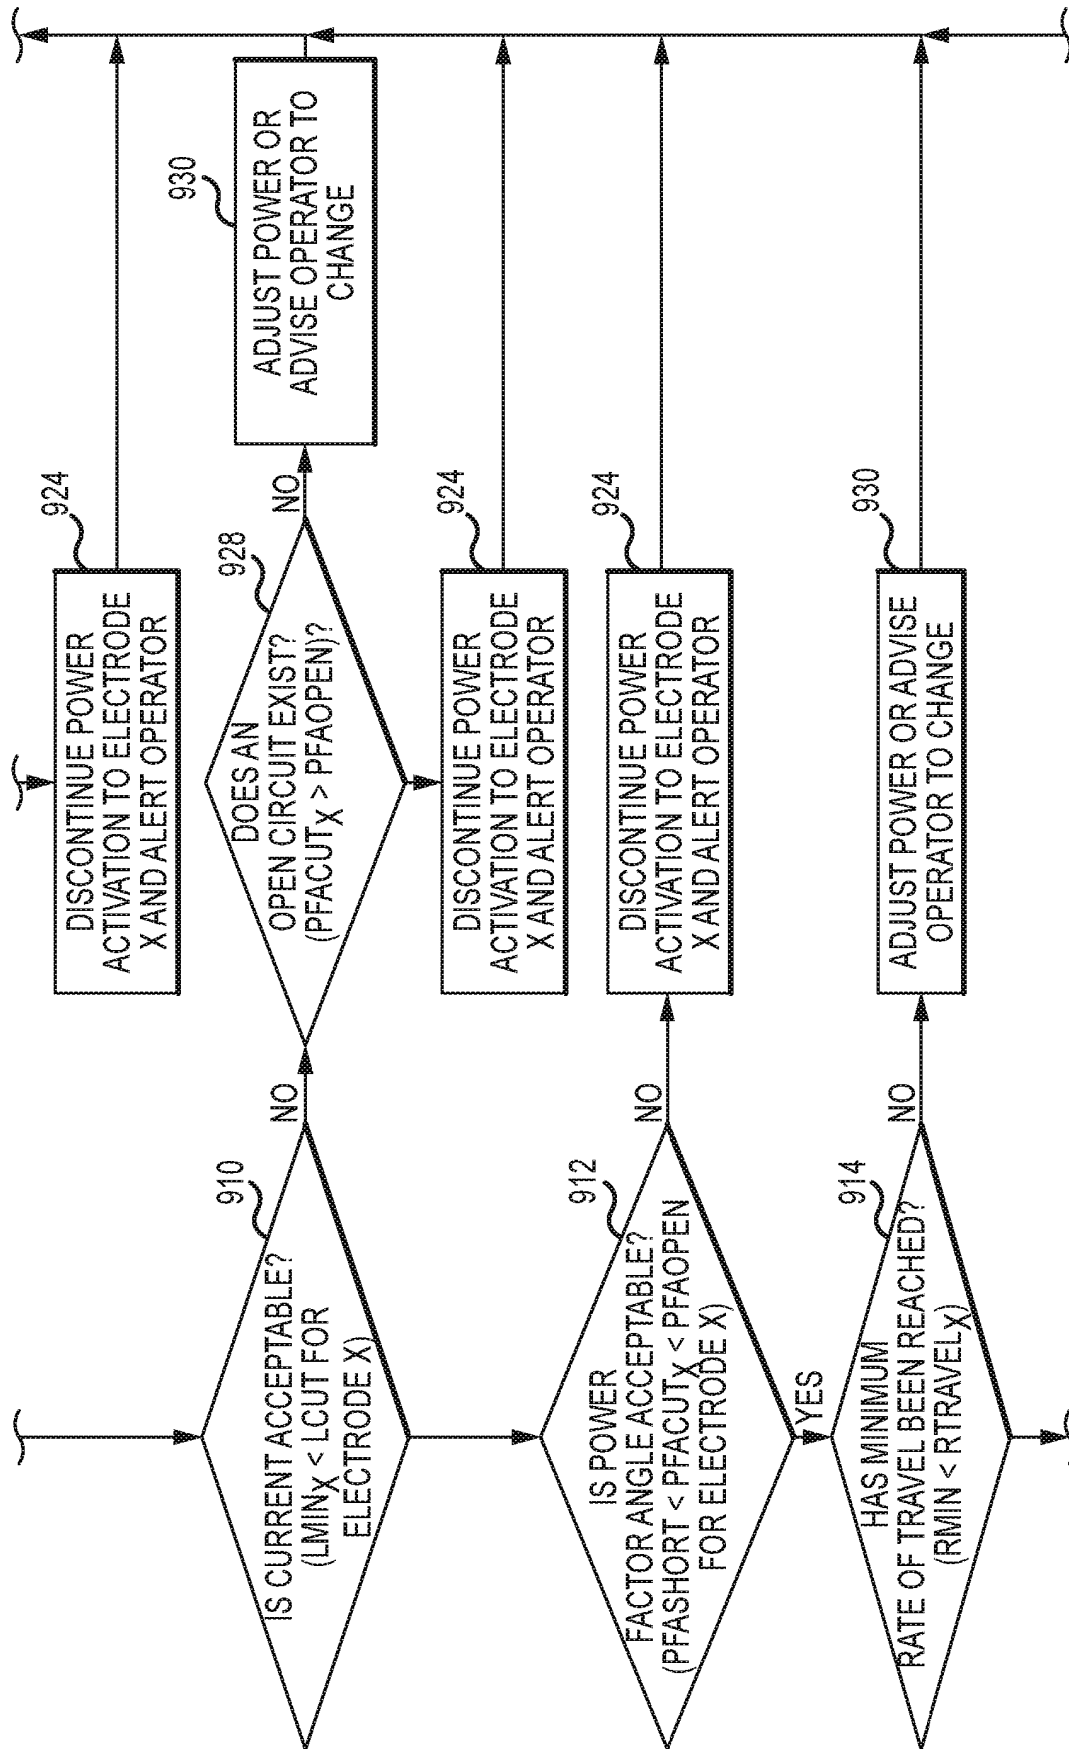 924
DISCONTINUE POWER
ACTIVATION TO ELECTRODE
X AND ALERT OPERATOR
910
IS CURRENT ACCEPTABLE?
(LMINX < LCUT FOR
ELECTRODE X)
NO
928
DOES AN
OPEN CIRCUIT EXIST?
(PFACUTX > PFAOPEN)?
NO
930
ADJUST POWER OR
ADVISE OPERATOR TO
CHANGE
924
DISCONTINUE POWER
ACTIVATION TO ELECTRODE
X AND ALERT OPERATOR
912
IS POWER
FACTOR ANGLE ACCEPTABLE?
(PFASHORT < PFACUTX < PFAOPEN
FOR ELECTRODE X)
NO
924
DISCONTINUE POWER
ACTIVATION TO ELECTRODE
X AND ALERT OPERATOR
YES
914
HAS MINIMUM
RATE OF TRAVEL BEEN REACHED?
(RMIN < RTRAVELX)
NO
930
ADJUST POWER OR ADVISE
OPERATOR TO CHANGE